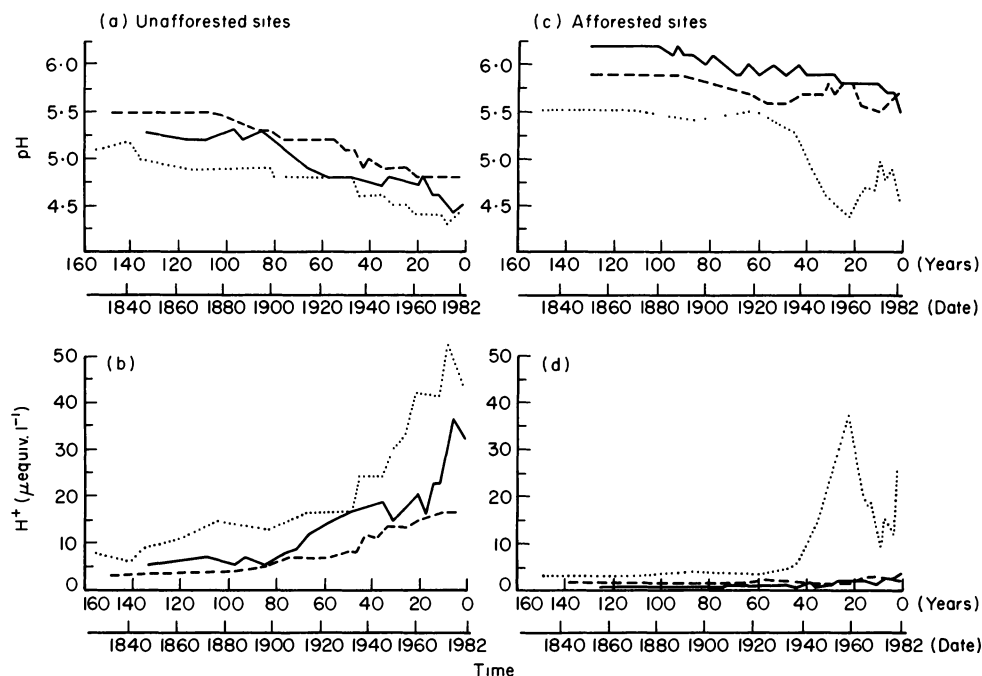 (a) Unafforested sites
(c) Afforested sites
6·0
5·5
5·0
4·5
pH
160 140 120 100 80 60 40 20 0
1840 1860 1880 1900 1920 1940 1960 1982
6·0
5·5
5·0
4·5
160 140 120 100 80 60 40 20 0 (Years)
1840 1860 1880 1900 1920 1940 1960 1982 (Date)
(b)
50
40
30
20
10
0
H⁺ (μequiv. l⁻¹)
160 140 120 100 80 60 40 20 0
1840 1860 1880 1900 1920 1940 1960 1982
(d)
50
40
30
20
10
0
160 140 120 100 80 60 40 20 0 (Years)
1840 1860 1880 1900 1920 1940 1960 1982 (Date)
Time